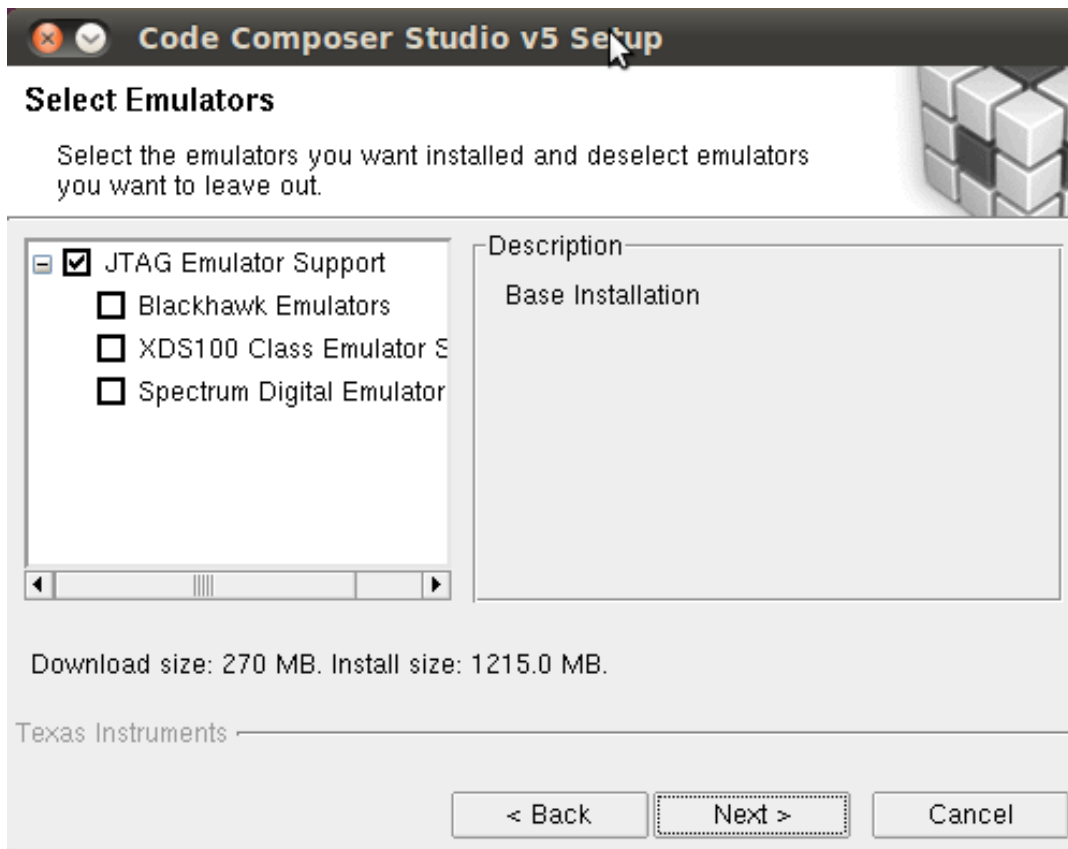 Code Composer Studio v5 Setup
Select Emulators
Select the emulators you want installed and deselect emulators
you want to leave out.
JTAG Emulator Support
Blackhawk Emulators
XDS100 Class Emulator S
Spectrum Digital Emulator
Description
Base Installation
Download size: 270 MB. Install size: 1215.0 MB.
Texas Instruments
< Back
Next >
Cancel